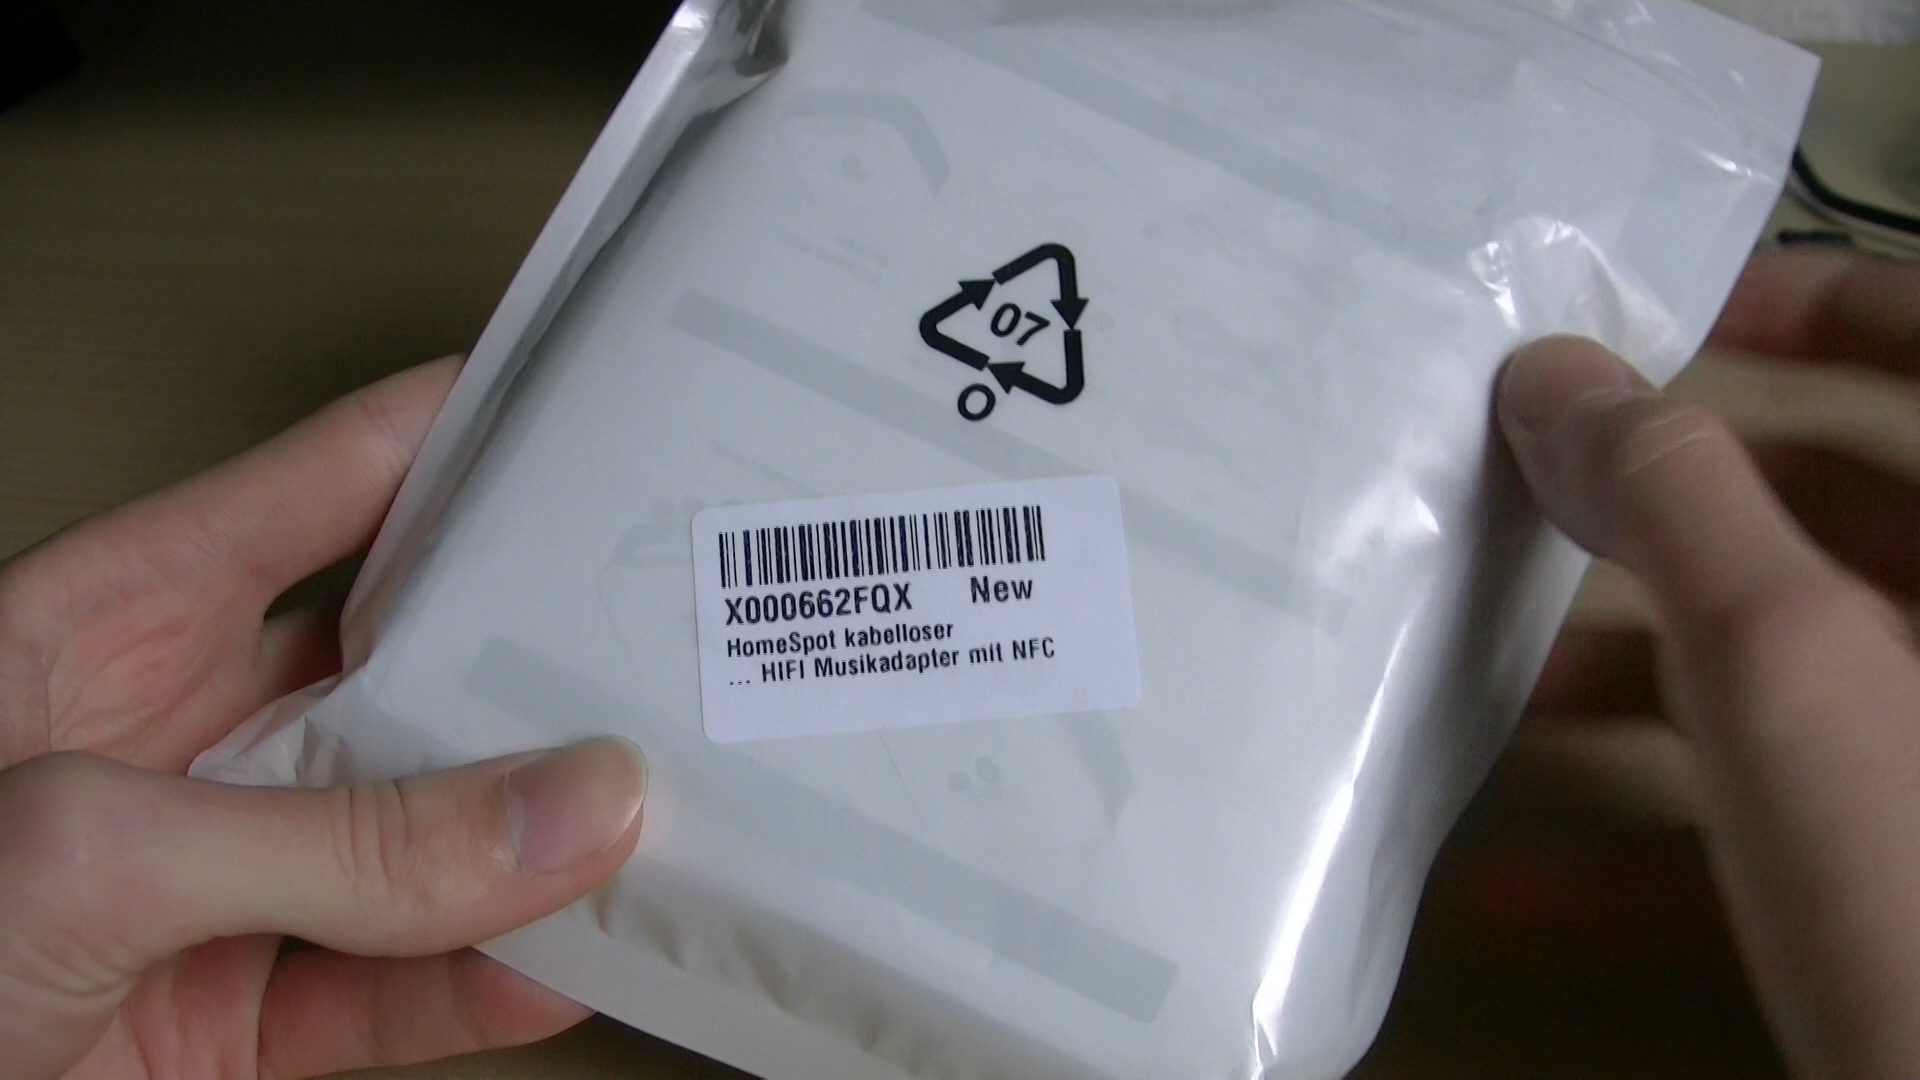 07
O
X000662FQX New
HomeSpot kabelloser
... HIFI Musikadapter mit NFC